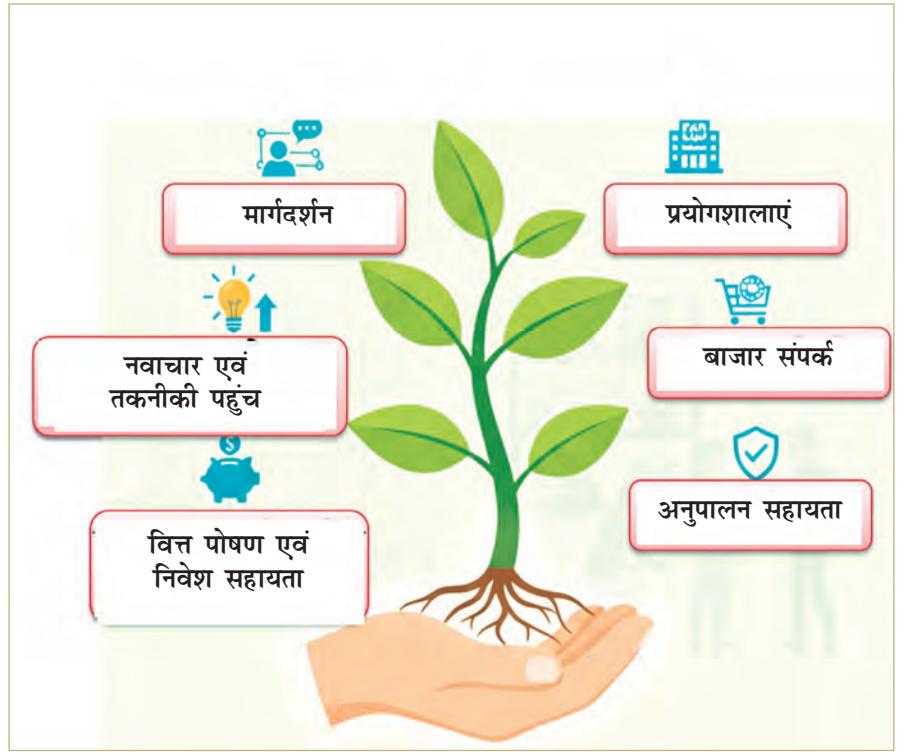 मार्गदर्शन
प्रयोगशालाएं
नवाचार एवं
तकनीकी पहुंच
बाजार संपर्क
वित्त पोषण एवं
निवेश सहायता
अनुपालन सहायता